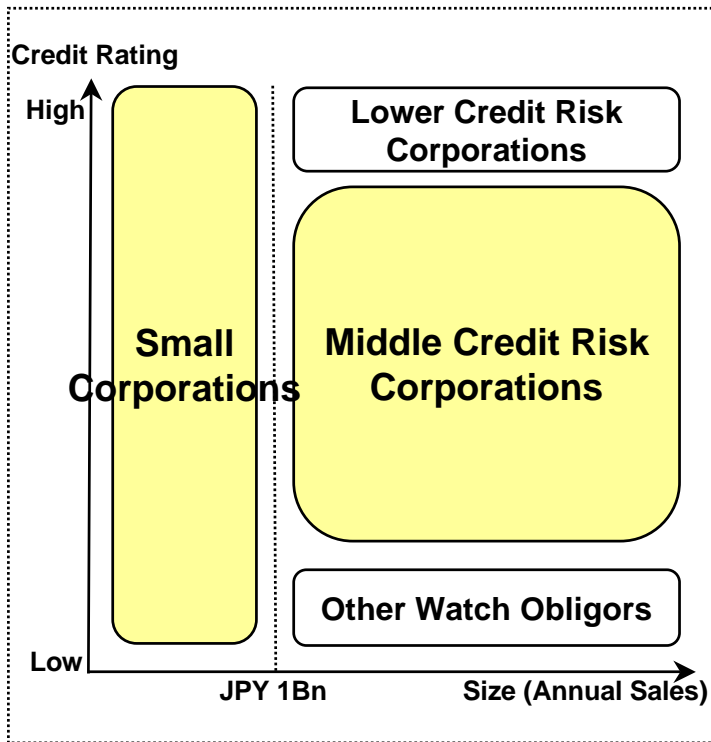 Credit Rating
High
Lower Credit Risk
Corporations
Small
Corporations
Middle Credit Risk
Corporations
Other Watch Obligors
Low
JPY 1Bn
Size (Annual Sales)